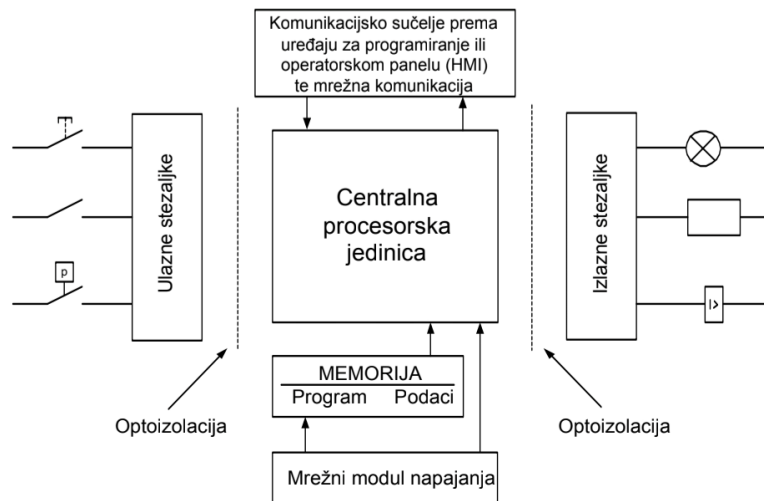 Komunikacijsko sučelje prema
uređaju za programiranje ili
operatorskom panelu (HMI)
te mrežna komunikacija
Ulazne stezaljke
p
Centralna
procesorska
jedinica
Izlazne stezaljke
MEMORIJA
Program Podaci
Optoizolacija
Optoizolacija
Mrežni modul napajanja